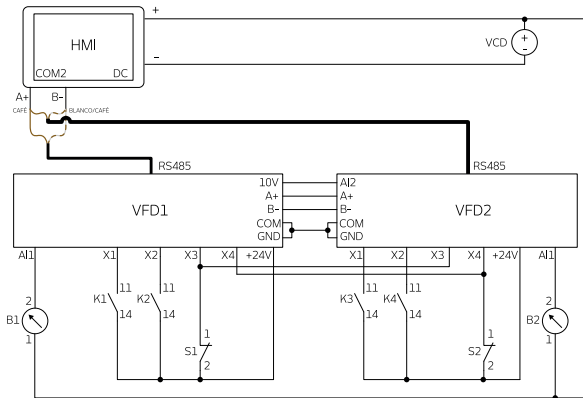 +
HMI
VCD
+
-
COM2 DC
-
A+ B-
CAFÉ BLANCO/CAFÉ
RS485 RS485
10V AI2
VFD1 A+ A+ VFD2
B- B-
COM COM
GND GND
AI1 X1 X2 X3 X4 +24V X1 X2 X3 X4 +24V AI1
11 11 11 11
2 K1 K2 K3 K4 2
B1 14 14 1 14 14 1 B2
1 S1 S2 1
2 2